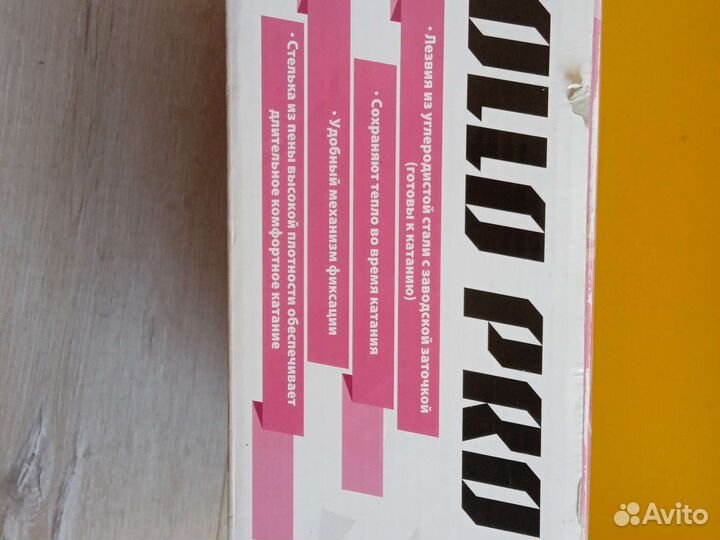 OLLO PRO
• Лезвия из углеродистой стали с заводской заточкой
(готовы к катанию)
• Сохраняют тепло во время катания
• Удобный механизм фиксации
• Стелька из пены высокой плотности обеспечивает
длительное комфортное катание
Avito